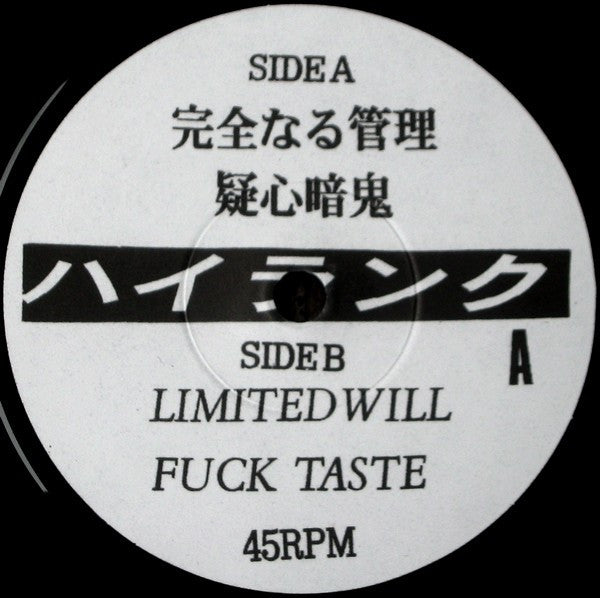 SIDE A
完全なる管理
疑心暗鬼
ハイランク
SIDE B
A
LIMITED WILL
FUCK TASTE
45RPM